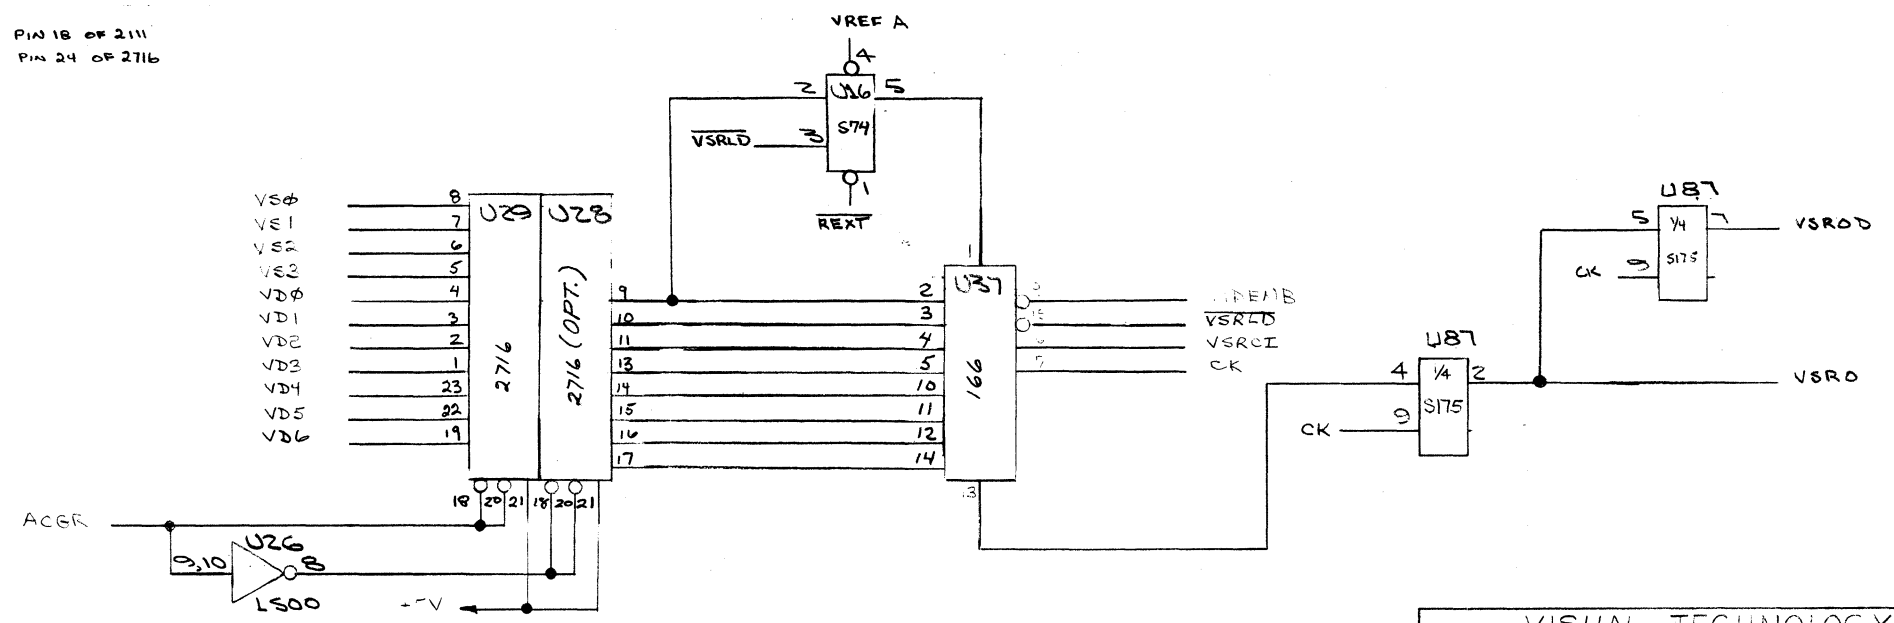 PIN 18 OF 2111
PIN 24 OF 2716
VREF A
4
2 U16 5
S74
VSRLD 3
1
REXT
VSØ 8
VS1 7
VS2 6
VS3 5
VDØ 4
VD1 3
VD2 2
VD3 1
VD4 23
VD5 22
VD6 19
U29 U28
2716
2716 (OPT.)
9
10
11
13
14
15
16
17
18 20 21 18 20 21
ACGR
U26
9,10 8
LS00
1
U37
166
2
3
4
5
10
11
12
14
13
15
VSRLD
VSRCI
7
CK
U87
4 1/4 2
S175
CK 9
VSRO
U87
5 1/4 7
S175
CK 9
VSROD
VISUAL TECHNOLOGY